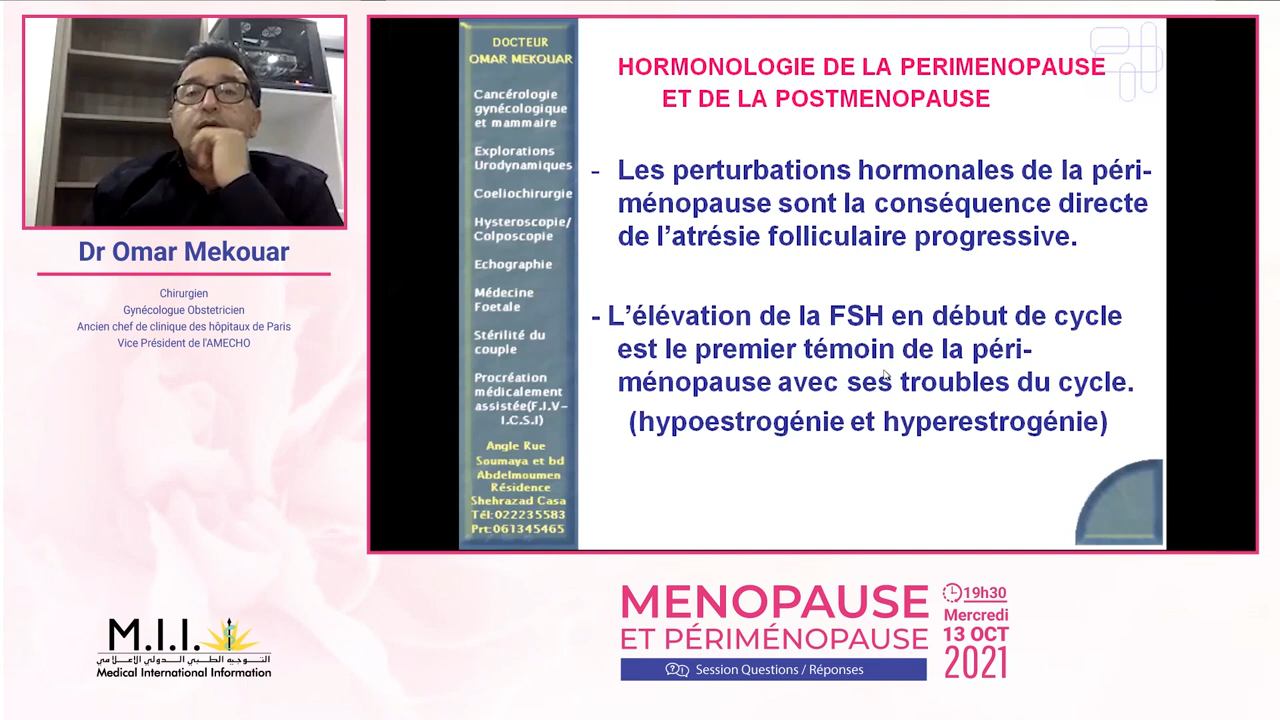 Dr Omar Mekouar
Chirurgien
Gynécologue Obstetricien
Ancien chef de clinique des hôpitaux de Paris
Vice Président de l'AMECHO
M.I.I.
التـوجيـه الطـبـي الـدولـي الإعـلامـي
Medical International Information
DOCTEUR
OMAR MEKOUAR
Cancérologie
gynécologique
et mammaire
Explorations
Urodynamiques
Coeliochirurgie
Hysteroscopie/
Colposcopie
Echographie
Médecine
Foetale
Stérilité du
couple
Procréation
médicalement
assistée(F.I.V-
I.C.S.I)
Angle Rue
Soumaya et bd
Abdelmoumen
Résidence
Shehrazad Casa
Tél:022235583
Prt:061345465
HORMONOLOGIE DE LA PERIMENOPAUSE
ET DE LA POSTMENOPAUSE
- Les perturbations hormonales de la péri-
ménopause sont la conséquence directe
de l'atrésie folliculaire progressive.
- L'élévation de la FSH en début de cycle
est le premier témoin de la péri-
ménopause avec ses troubles du cycle.
(hypoestrogénie et hyperestrogénie)
MENOPAUSE
ET PÉRIMÉNOPAUSE
Session Questions / Réponses
19h30
Mercredi
13 OCT
2021